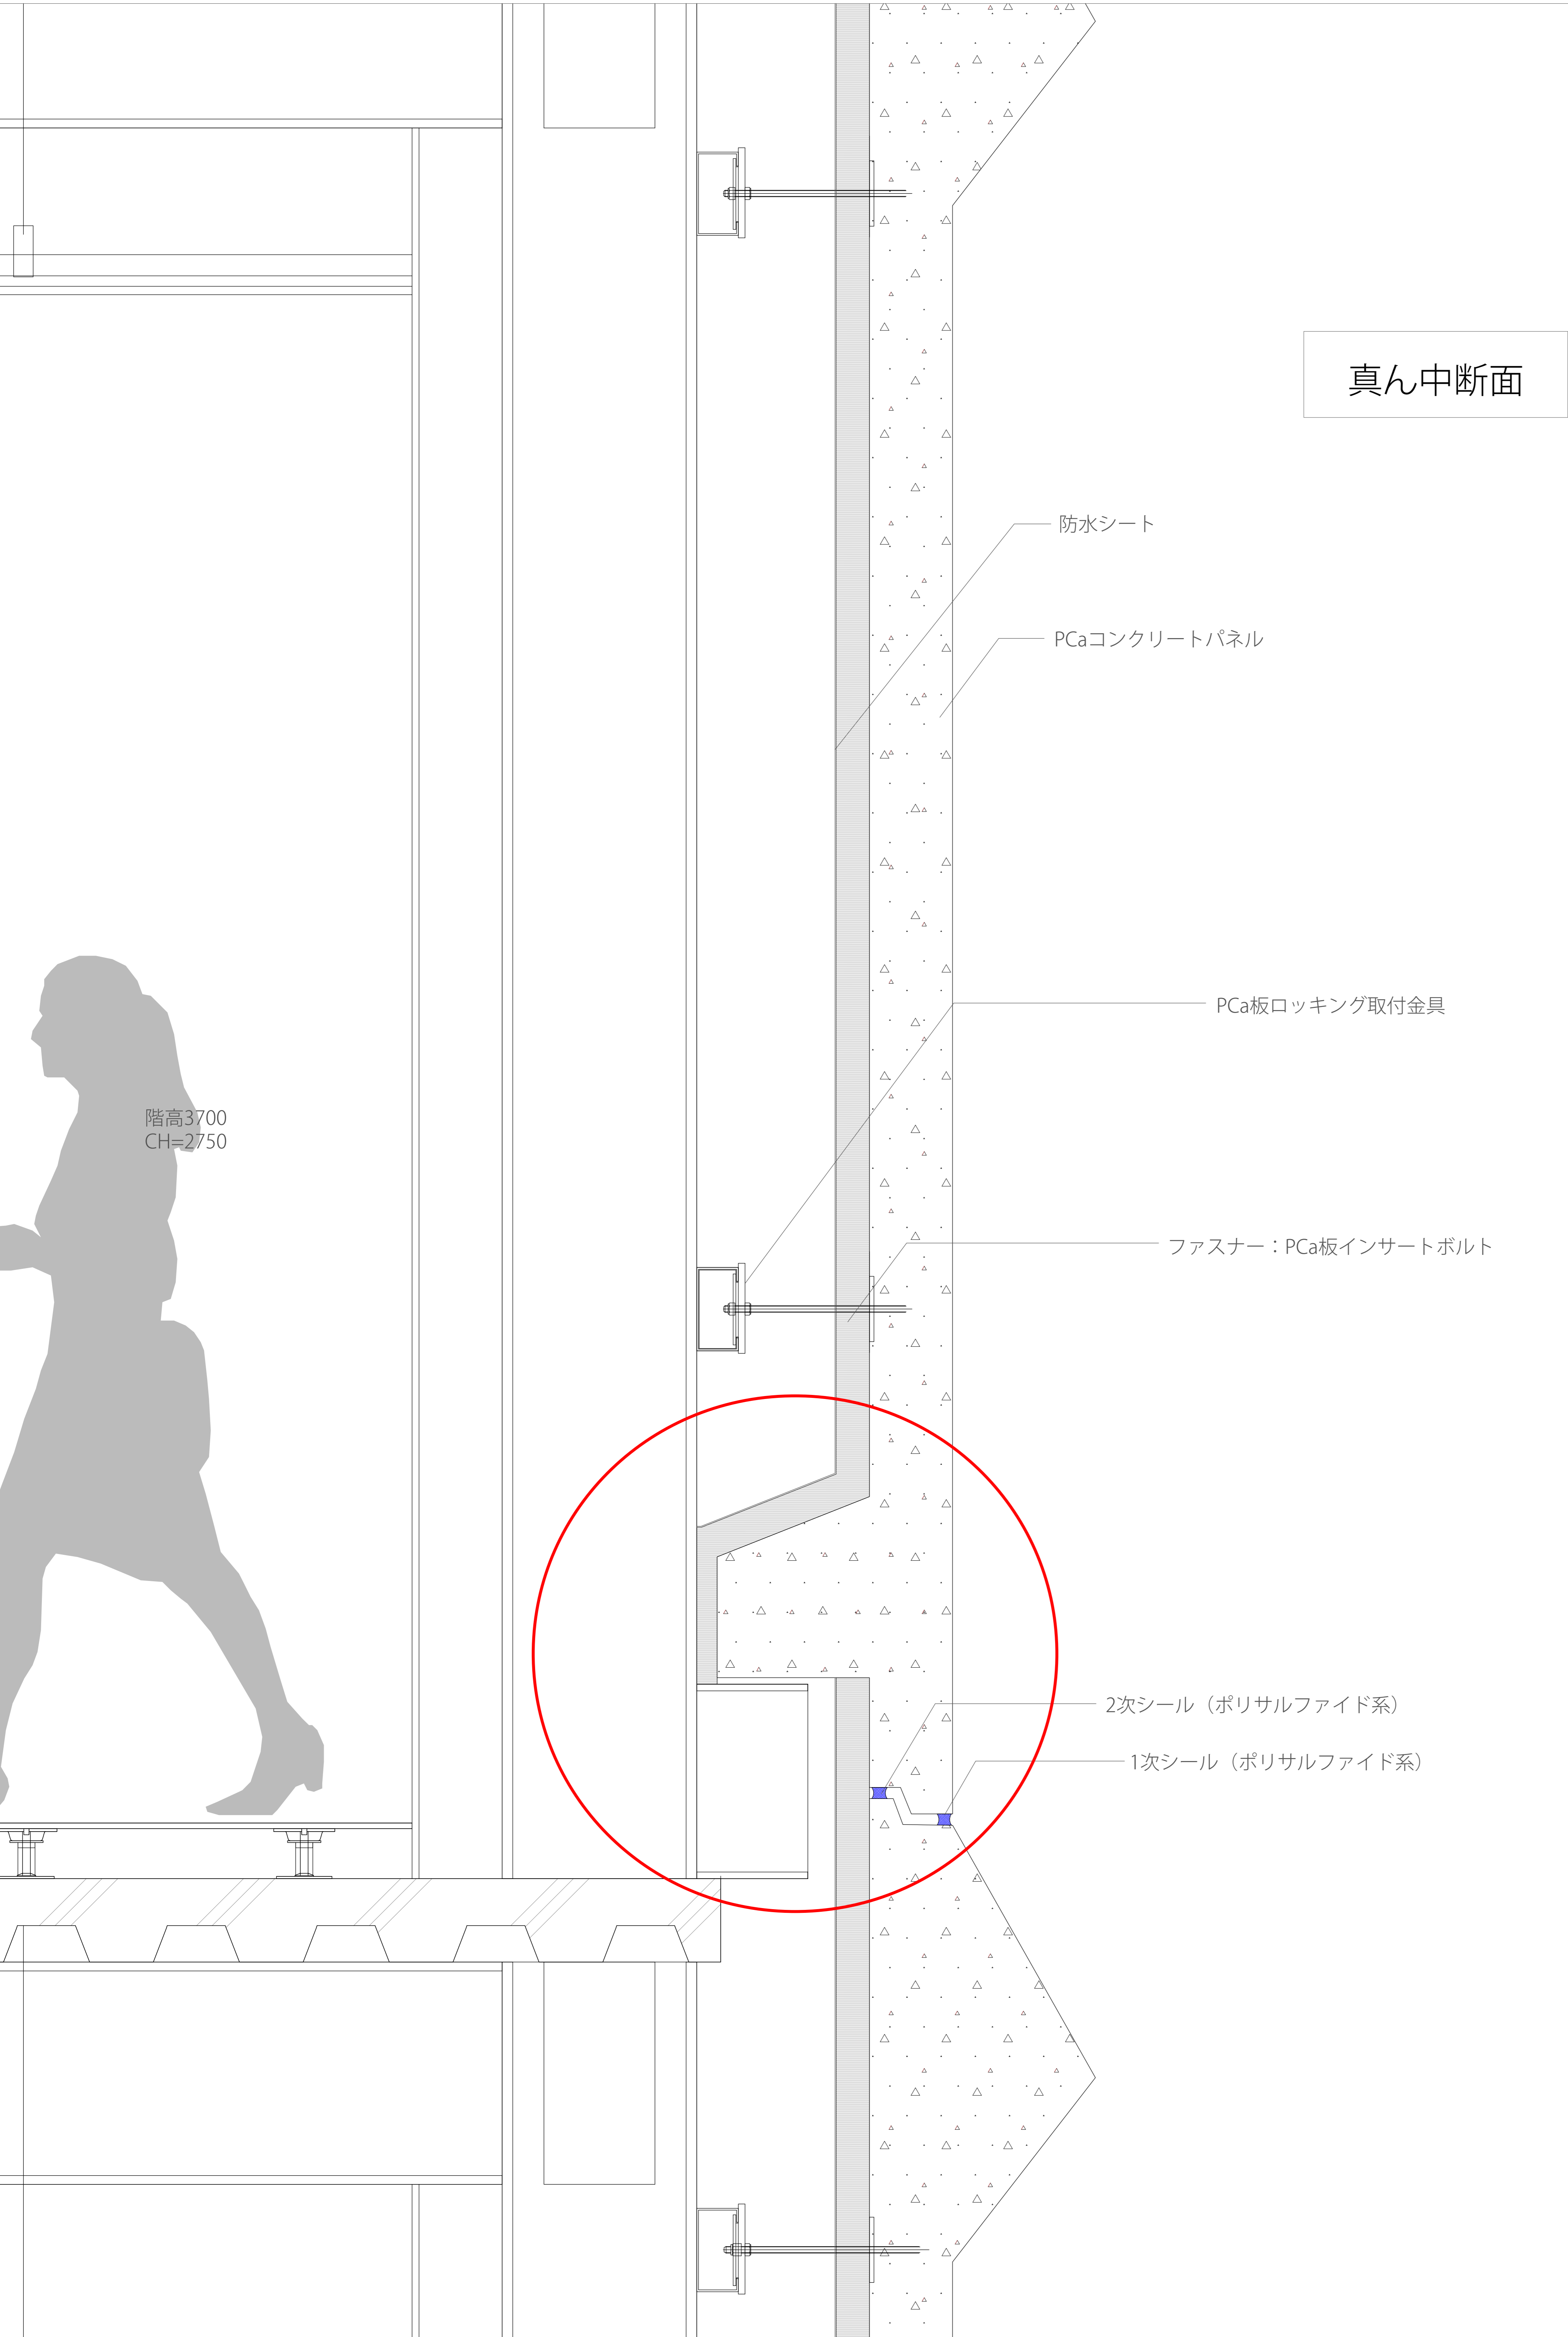 真ん中断面
防水シート
PCaコンクリートパネル
PCa板ロッキング取付金具
階高3700
CH=2750
ファスナー：PCa板インサートボルト
2次シール（ポリサルファイド系）
1次シール（ポリサルファイド系）